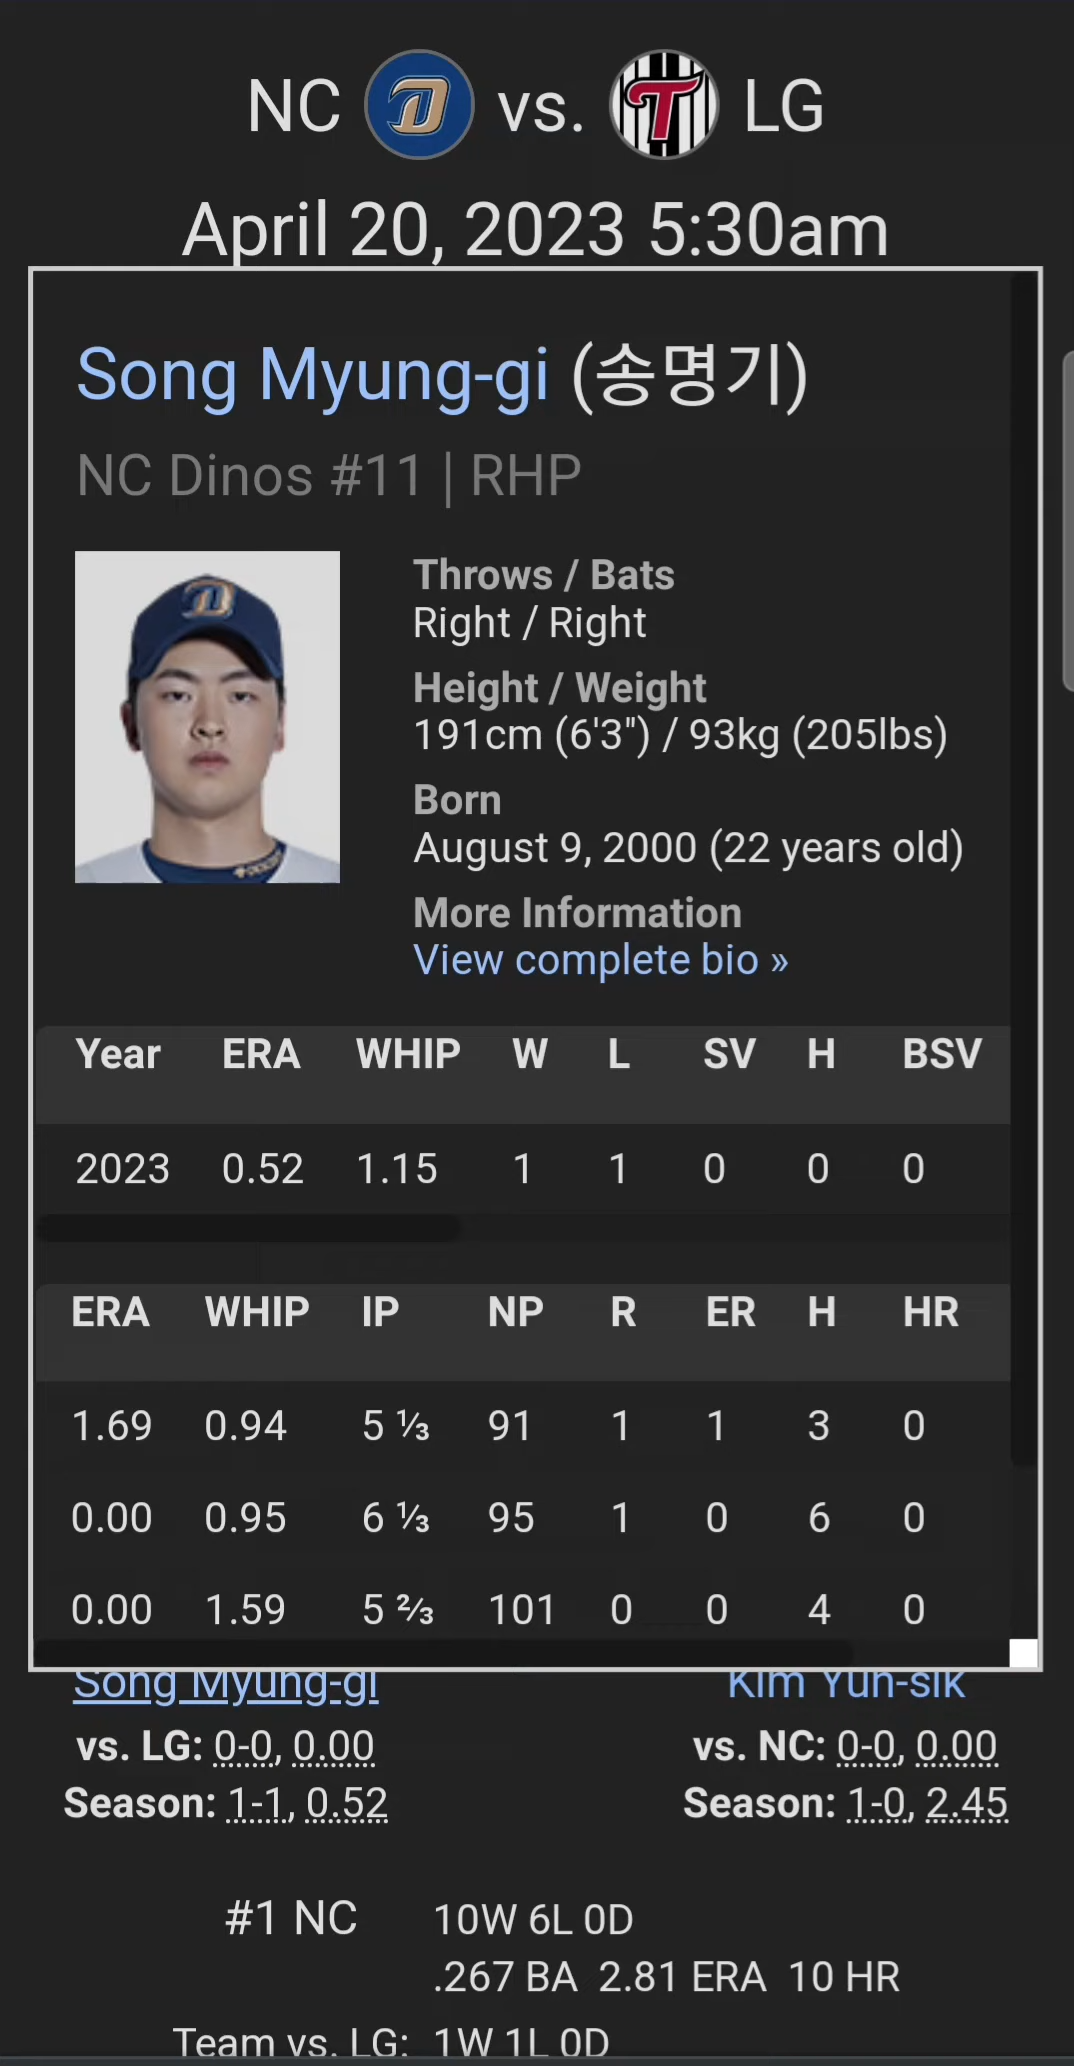 NC vs. LG
April 20, 2023 5:30am
Song Myung-gi (송명기)
NC Dinos #11 | RHP
Throws / Bats
Right / Right
Height / Weight
191cm (6'3") / 93kg (205lbs)
Born
August 9, 2000 (22 years old)
More Information
View complete bio »
Year ERA WHIP W L SV H BSV
2023 0.52 1.15 1 1 0 0 0
ERA WHIP IP NP R ER H HR
1.69 0.94 5 ⅓ 91 1 1 3 0
0.00 0.95 6 ⅓ 95 1 0 6 0
0.00 1.59 5 ⅔ 101 0 0 4 0
Song Myung-gi Kim Yun-sik
vs. LG: 0-0, 0.00 vs. NC: 0-0, 0.00
Season: 1-1, 0.52 Season: 1-0, 2.45
#1 NC 10W 6L 0D
.267 BA 2.81 ERA 10 HR
Team vs. LG: 1W 1L 0D